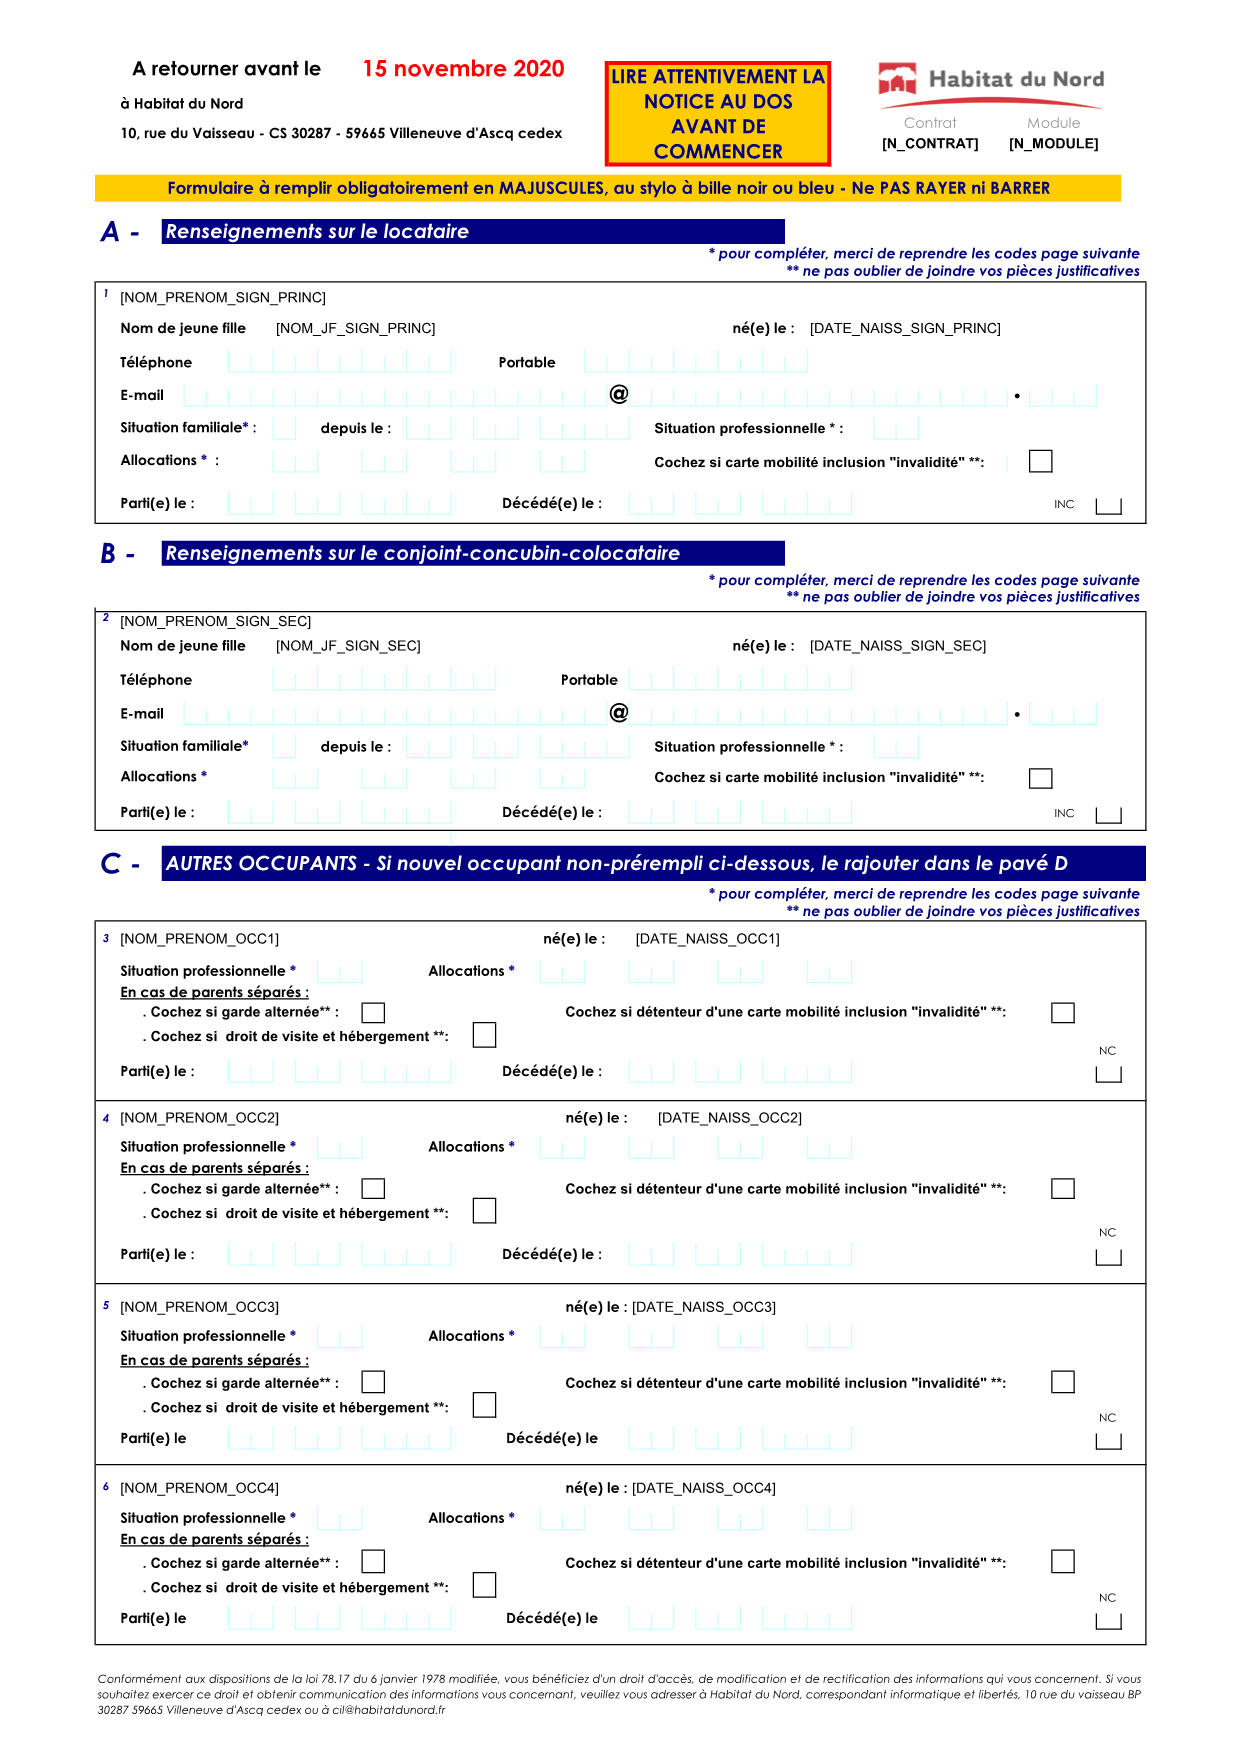 A retourner avant le 15 novembre 2020
à Habitat du Nord
10, rue du Vaisseau - CS 30287 - 59665 Villeneuve d'Ascq cedex
LIRE ATTENTIVEMENT LA
NOTICE AU DOS
AVANT DE
COMMENCER
Habitat du Nord
Contrat Module
[N_CONTRAT] [N_MODULE]
Formulaire à remplir obligatoirement en MAJUSCULES, au stylo à bille noir ou bleu - Ne PAS RAYER ni BARRER
A - Renseignements sur le locataire
* pour compléter, merci de reprendre les codes page suivante
** ne pas oublier de joindre vos pièces justificatives
1 [NOM_PRENOM_SIGN_PRINC]
Nom de jeune fille [NOM_JF_SIGN_PRINC] né(e) le : [DATE_NAISS_SIGN_PRINC]
Téléphone Portable
E-mail @ •
Situation familiale* : depuis le : Situation professionnelle * :
Allocations * : Cochez si carte mobilité inclusion "invalidité" **:
Parti(e) le : Décédé(e) le : INC
B - Renseignements sur le conjoint-concubin-colocataire
* pour compléter, merci de reprendre les codes page suivante
** ne pas oublier de joindre vos pièces justificatives
2 [NOM_PRENOM_SIGN_SEC]
Nom de jeune fille [NOM_JF_SIGN_SEC] né(e) le : [DATE_NAISS_SIGN_SEC]
Téléphone Portable
E-mail @ •
Situation familiale* depuis le : Situation professionnelle * :
Allocations * Cochez si carte mobilité inclusion "invalidité" **:
Parti(e) le : Décédé(e) le : INC
C - AUTRES OCCUPANTS - Si nouvel occupant non-prérempli ci-dessous, le rajouter dans le pavé D
* pour compléter, merci de reprendre les codes page suivante
** ne pas oublier de joindre vos pièces justificatives
3 [NOM_PRENOM_OCC1] né(e) le : [DATE_NAISS_OCC1]
Situation professionnelle * Allocations *
En cas de parents séparés :
. Cochez si garde alternée** : Cochez si détenteur d'une carte mobilité inclusion "invalidité" **:
. Cochez si droit de visite et hébergement **:
NC
Parti(e) le : Décédé(e) le :
4 [NOM_PRENOM_OCC2] né(e) le : [DATE_NAISS_OCC2]
Situation professionnelle * Allocations *
En cas de parents séparés :
. Cochez si garde alternée** : Cochez si détenteur d'une carte mobilité inclusion "invalidité" **:
. Cochez si droit de visite et hébergement **:
NC
Parti(e) le : Décédé(e) le :
5 [NOM_PRENOM_OCC3] né(e) le : [DATE_NAISS_OCC3]
Situation professionnelle * Allocations *
En cas de parents séparés :
. Cochez si garde alternée** : Cochez si détenteur d'une carte mobilité inclusion "invalidité" **:
. Cochez si droit de visite et hébergement **:
NC
Parti(e) le Décédé(e) le
6 [NOM_PRENOM_OCC4] né(e) le : [DATE_NAISS_OCC4]
Situation professionnelle * Allocations *
En cas de parents séparés :
. Cochez si garde alternée** : Cochez si détenteur d'une carte mobilité inclusion "invalidité" **:
. Cochez si droit de visite et hébergement **:
NC
Parti(e) le Décédé(e) le
Conformément aux dispositions de la loi 78.17 du 6 janvier 1978 modifiée, vous bénéficiez d'un droit d'accès, de modification et de rectification des informations qui vous concernent. Si vous
souhaitez exercer ce droit et obtenir communication des informations vous concernant, veuillez vous adresser à Habitat du Nord, correspondant informatique et libertés, 10 rue du vaisseau BP
30287 59665 Villeneuve d'Ascq cedex ou à cil@habitatdunord.fr